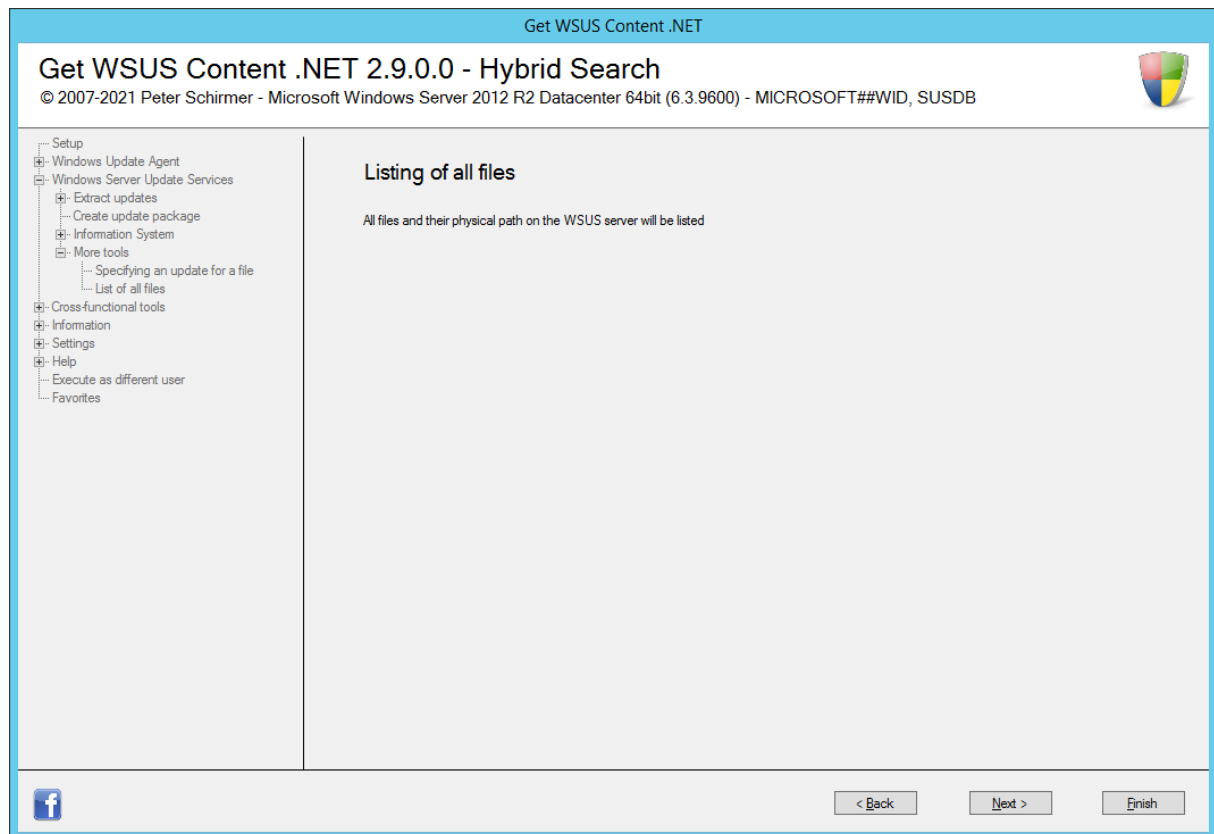 Get WSUS Content .NET
Get WSUS Content .NET 2.9.0.0 - Hybrid Search
© 2007-2021 Peter Schirmer - Microsoft Windows Server 2012 R2 Datacenter 64bit (6.3.9600) - MICROSOFT##WID, SUSDB
Setup
Windows Update Agent
Windows Server Update Services
Extract updates
Create update package
Information System
More tools
Specifying an update for a file
List of all files
Cross-functional tools
Information
Settings
Help
Execute as different user
Favorites
Listing of all files
All files and their physical path on the WSUS server will be listed
f
< Back
Next >
Finish